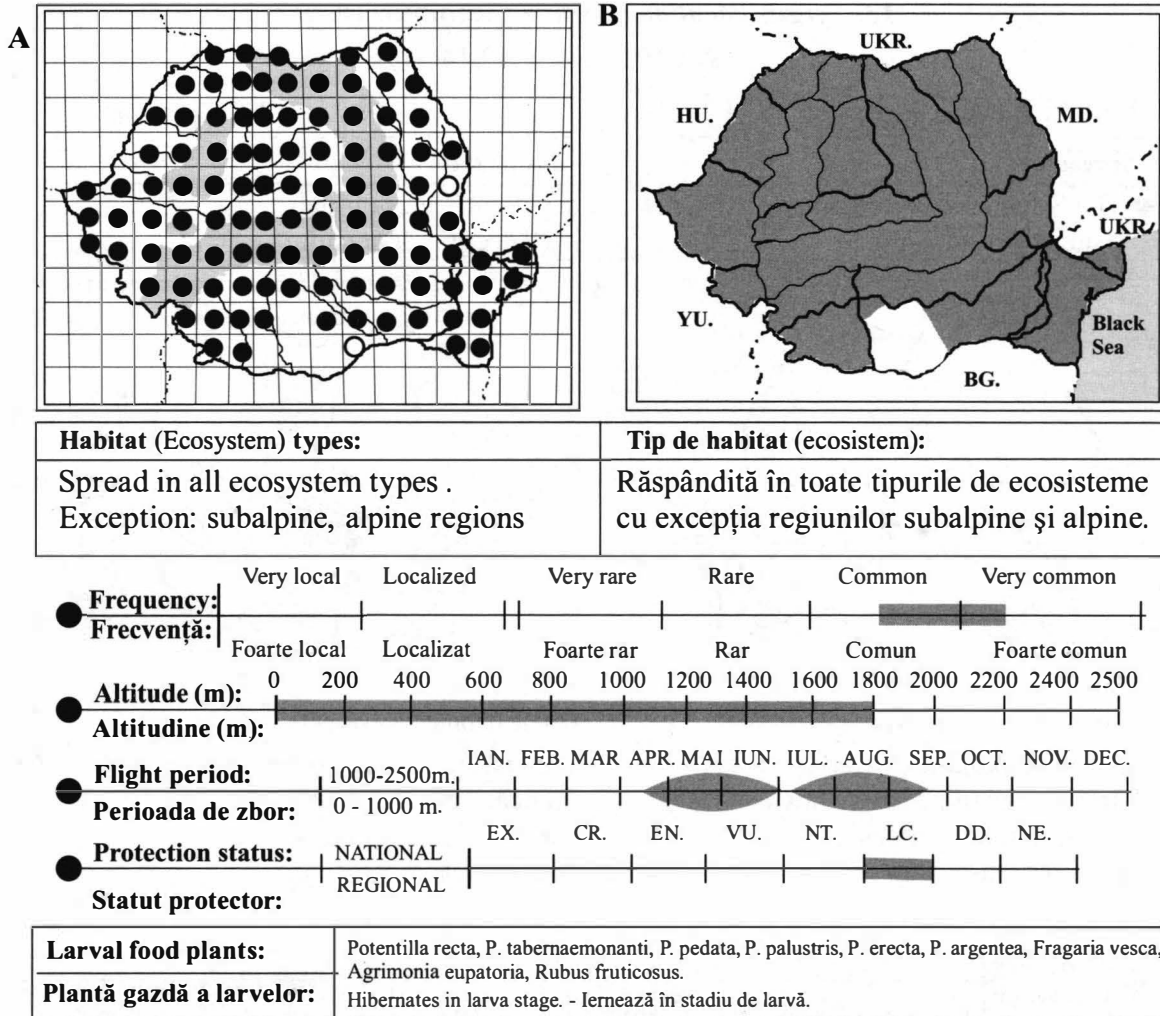 A
B
UKR.
HU.
MD.
UKR
YU.
Black
Sea
BG.
Habitat (Ecosystem) types:
Tip de habitat (ecosistem):
Spread in all ecosystem types .
Exception: subalpine, alpine regions
Răspândită în toate tipurile de ecosisteme
cu excepția regiunilor subalpine și alpine.
Very local Localized Very rare Rare Common Very common
Frequency:
Frecvență:
Foarte local Localizat Foarte rar Rar Comun Foarte comun
Altitude (m): 0 200 400 600 800 1000 1200 1400 1600 1800 2000 2200 2400 2500
Altitudine (m):
IAN. FEB. MAR APR. MAI IUN. IUL. AUG. SEP. OCT. NOV. DEC.
Flight period: 1000-2500m.
Perioada de zbor: 0 - 1000 m.
EX. CR. EN. VU. NT. LC. DD. NE.
Protection status: NATIONAL
REGIONAL
Statut protector:
Larval food plants:
Potentilla recta, P. tabernaemonanti, P. pedata, P. palustris, P. erecta, P. argentea, Fragaria vesca,
Agrimonia eupatoria, Rubus fruticosus.
Plantă gazdă a larvelor:
Hibernates in larva stage. - Iernează în stadiu de larvă.